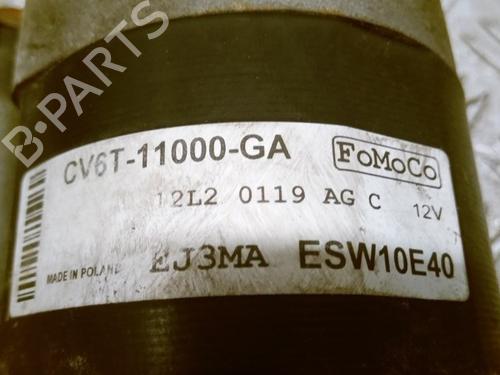 B-PARTS
CV6T-11000-GA FoMoCo
12L2 0119 AG C 12V
MADE IN POLAND EJ3MA ESW10E40